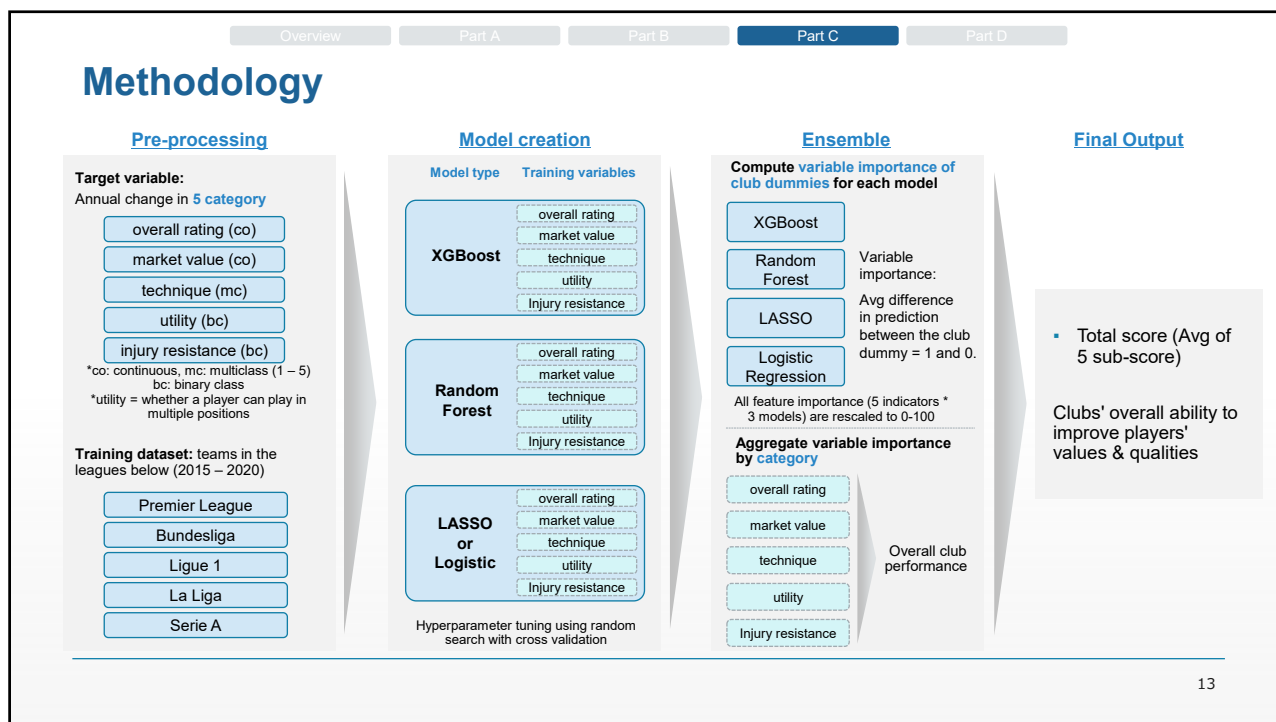 Overview
Part A
Part B
Part C
Part D
Methodology
Pre-processing
Target variable:
Annual change in 5 category
overall rating (co)
market value (co)
technique (mc)
utility (bc)
injury resistance (bc)
*co: continuous, mc: multiclass (1 – 5)
bc: binary class
*utility = whether a player can play in
multiple positions
Training dataset: teams in the
leagues below (2015 – 2020)
Premier League
Bundesliga
Ligue 1
La Liga
Serie A
Model creation
Model type
Training variables
XGBoost
overall rating
market value
technique
utility
Injury resistance
Random
Forest
overall rating
market value
technique
utility
Injury resistance
LASSO
or
Logistic
overall rating
market value
technique
utility
Injury resistance
Hyperparameter tuning using random
search with cross validation
Ensemble
Compute variable importance of
club dummies for each model
XGBoost
Random
Forest
LASSO
Logistic
Regression
Variable
importance:
Avg difference
in prediction
between the club
dummy = 1 and 0.
All feature importance (5 indicators *
3 models) are rescaled to 0-100
Aggregate variable importance
by category
overall rating
market value
technique
utility
Injury resistance
Overall club
performance
Final Output
▪ Total score (Avg of
5 sub-score)
Clubs' overall ability to
improve players'
values & qualities
13